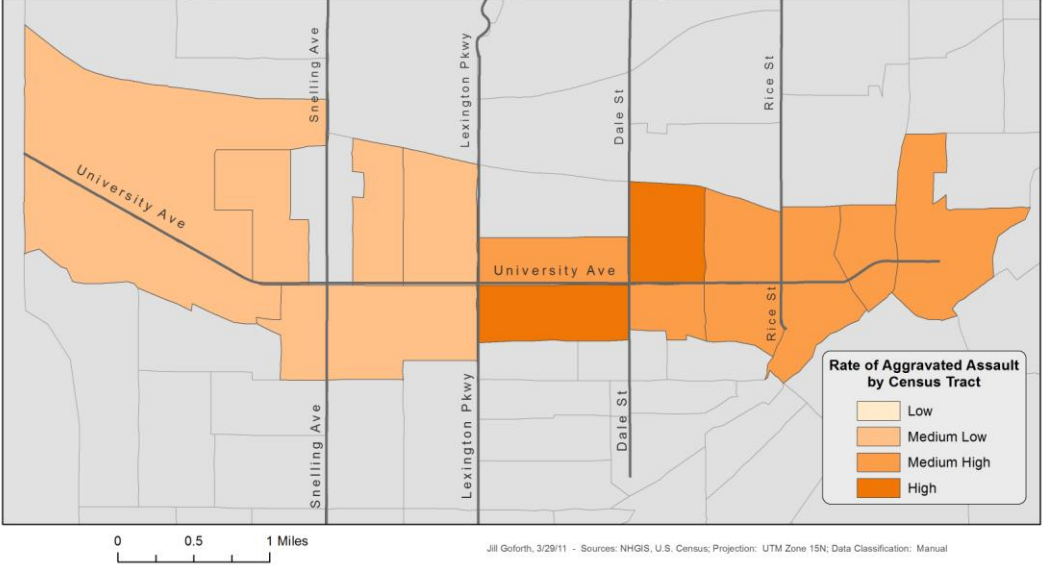 Snelling Ave
Lexington Pkwy
Dale St
Rice St
University Ave
University Ave
Rice St
Snelling Ave
Lexington Pkwy
Dale St
Rate of Aggravated Assault
by Census Tract
Low
Medium Low
Medium High
High
0 0.5 1 Miles
Jill Goforth, 3/29/11 - Sources: NHGIS, U.S. Census; Projection: UTM Zone 15N; Data Classification: Manual